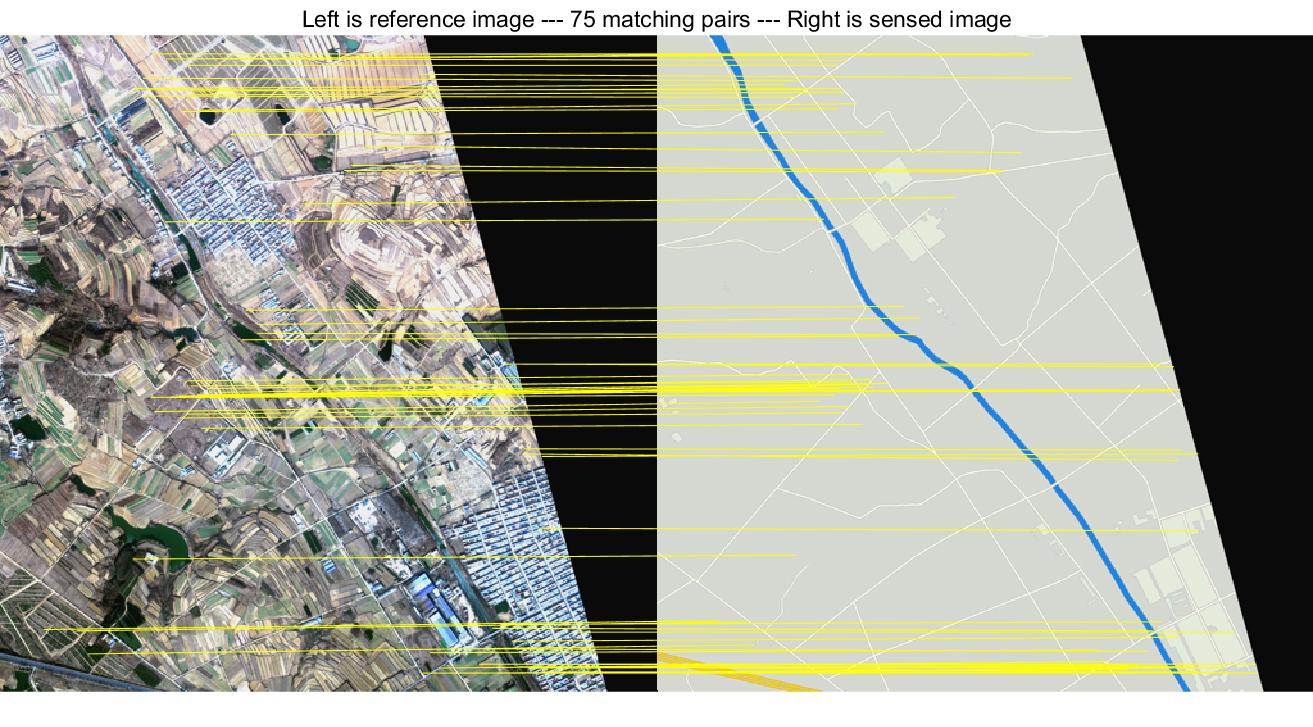 Left is reference image --- 75 matching pairs --- Right is sensed image